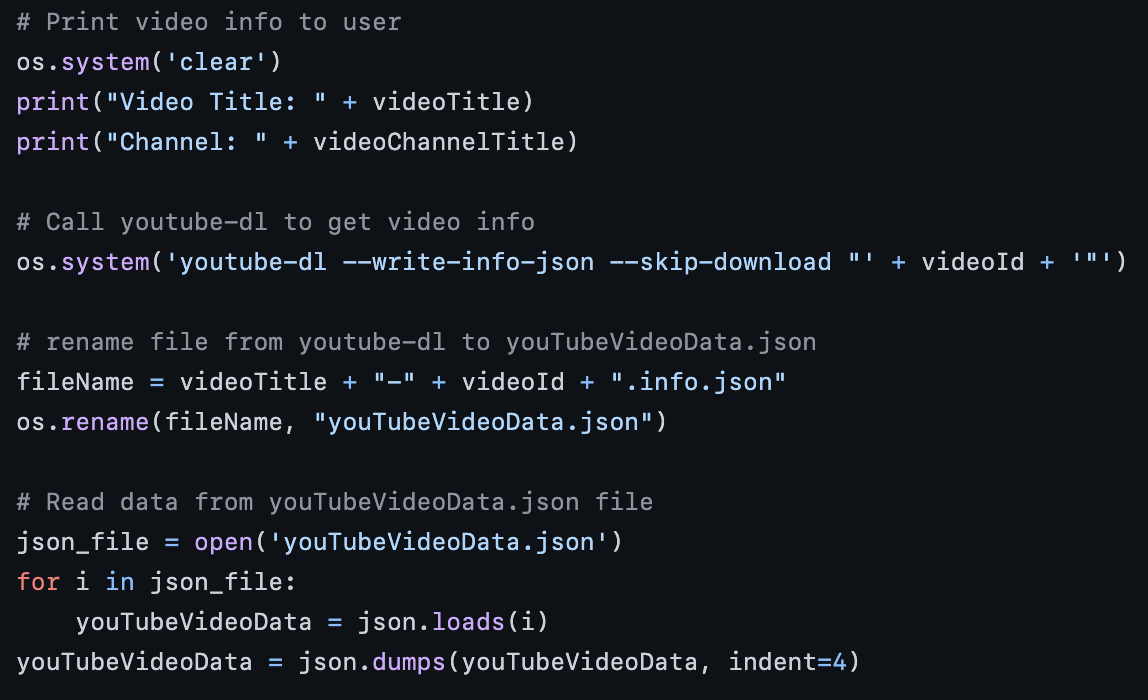 # Print video info to user
os.system('clear')
print("Video Title: " + videoTitle)
print("Channel: " + videoChannelTitle)
# Call youtube-dl to get video info
os.system('youtube-dl --write-info-json --skip-download "' + videoId + '"')
# rename file from youtube-dl to youTubeVideoData.json
fileName = videoTitle + "-" + videoId + ".info.json"
os.rename(fileName, "youTubeVideoData.json")
# Read data from youTubeVideoData.json file
json_file = open('youTubeVideoData.json')
for i in json_file:
    youTubeVideoData = json.loads(i)
youTubeVideoData = json.dumps(youTubeVideoData, indent=4)